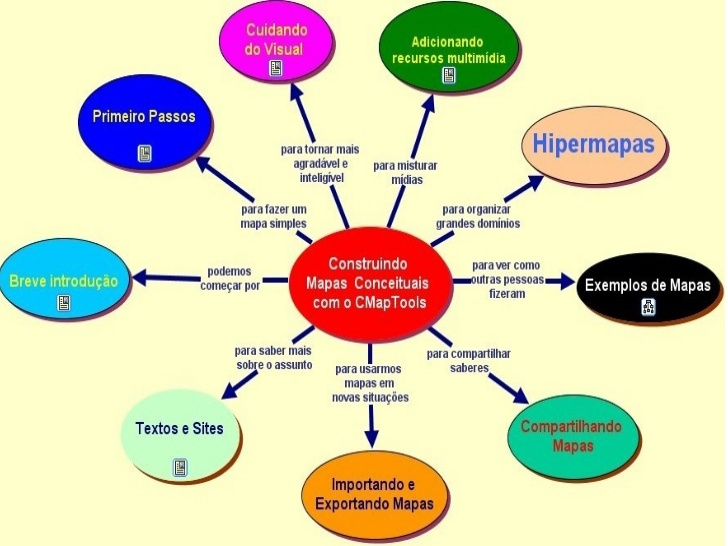 Cuidando
do Visual
Adicionando
recursos multimídia
Primeiro Passos
Hipermapas
para tornar mais
agradável e
inteligível
para misturar
mídias
para fazer um
mapa simples
para organizar
grandes domínios
Breve introdução
podemos
começar por
Construindo
Mapas Conceituais
com o CMapTools
para ver como
outras pessoas
fizeram
Exemplos de Mapas
para saber mais
sobre o assunto
para usarmos
mapas em
novas situações
para compartilhar
saberes
Textos e Sites
Compartilhando
Mapas
Importando e
Exportando Mapas